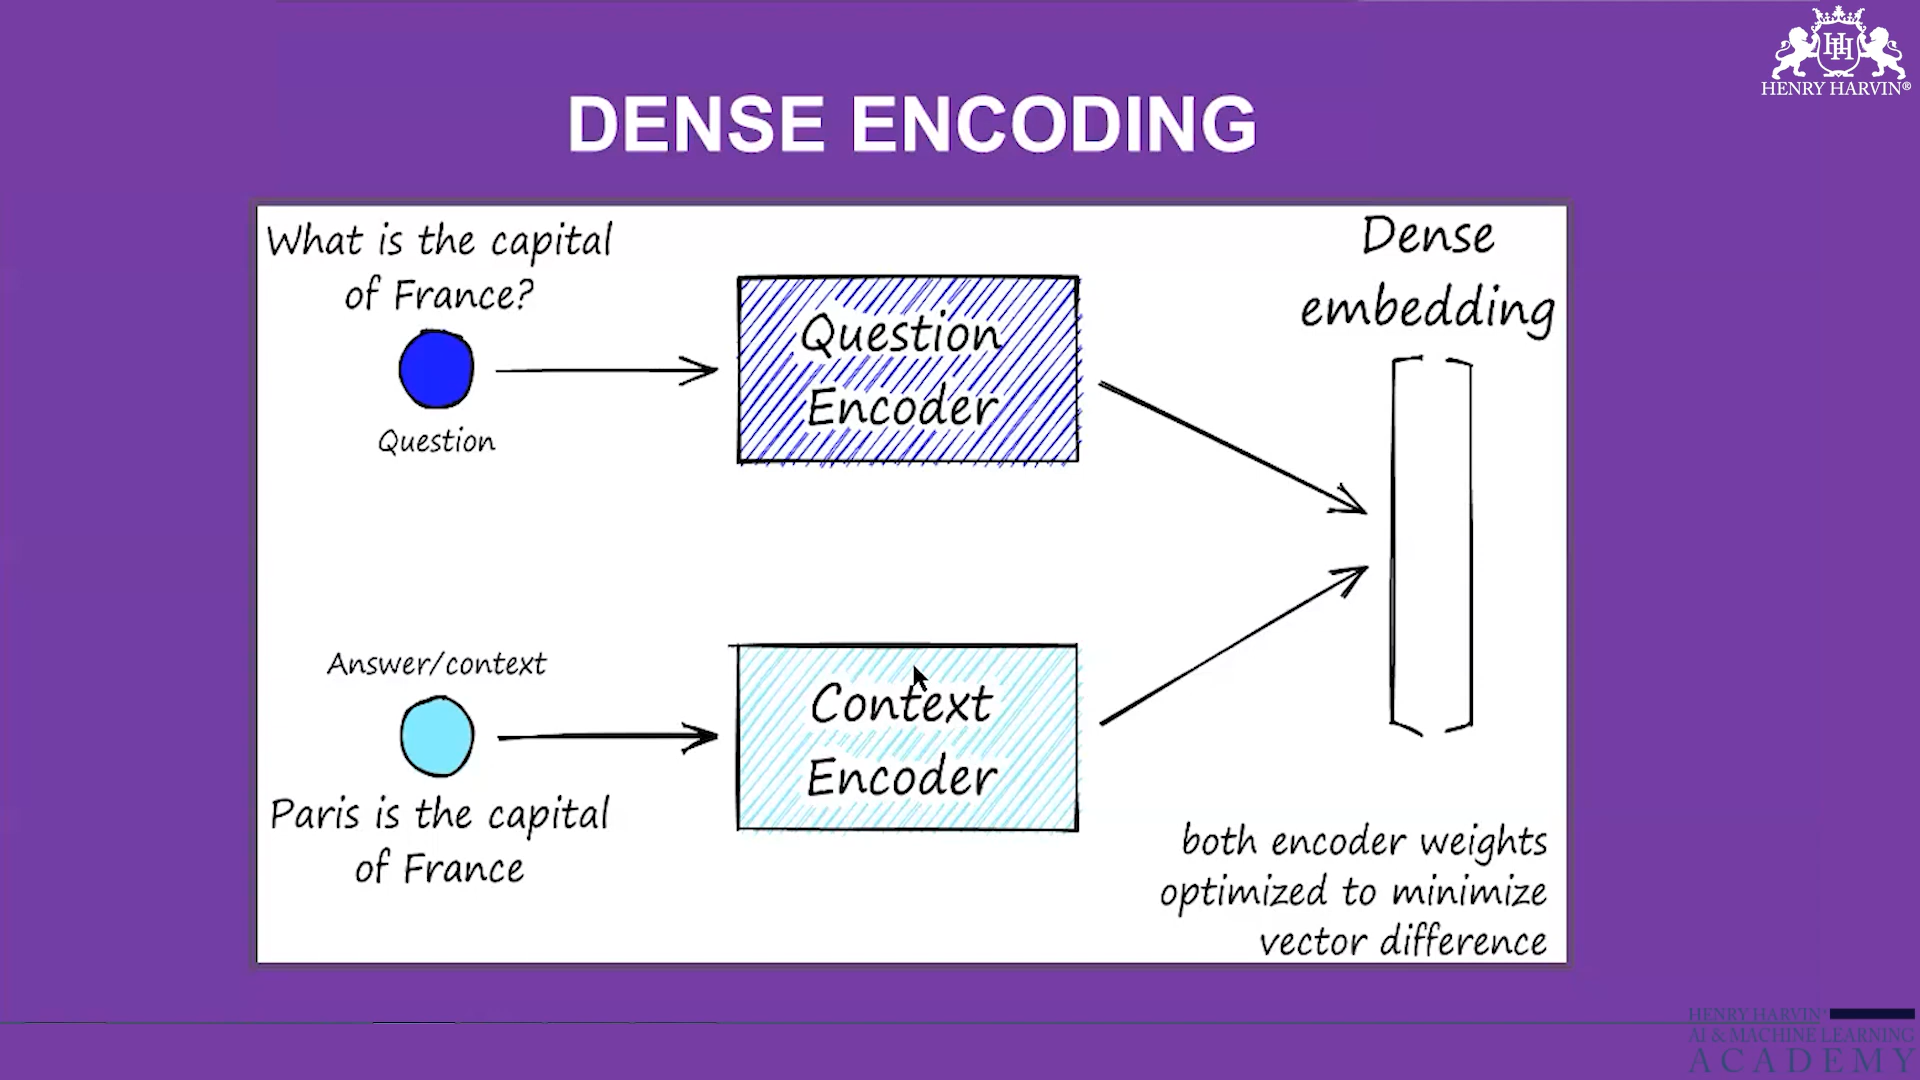 HENRY HARVIN®
DENSE ENCODING
What is the capital
of France?
Question
Question
Encoder
Dense
embedding
Answer/context
Paris is the capital
of France
Context
Encoder
both encoder weights
optimized to minimize
vector difference
HENRY HARVIN
AI & MACHINE LEARNING
ACADEMY